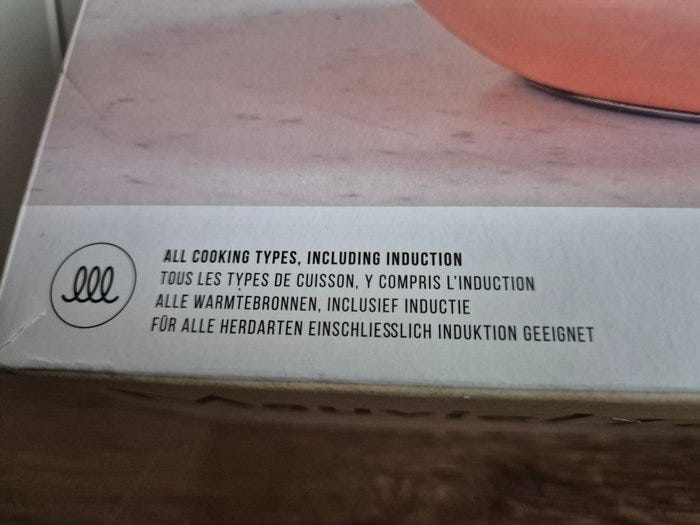 ALL COOKING TYPES, INCLUDING INDUCTION
TOUS LES TYPES DE CUISSON, Y COMPRIS L'INDUCTION
ALLE WARMTEBRONNEN, INCLUSIEF INDUCTIE
FÜR ALLE HERDARTEN EINSCHLIESSLICH INDUKTION GEEIGNET